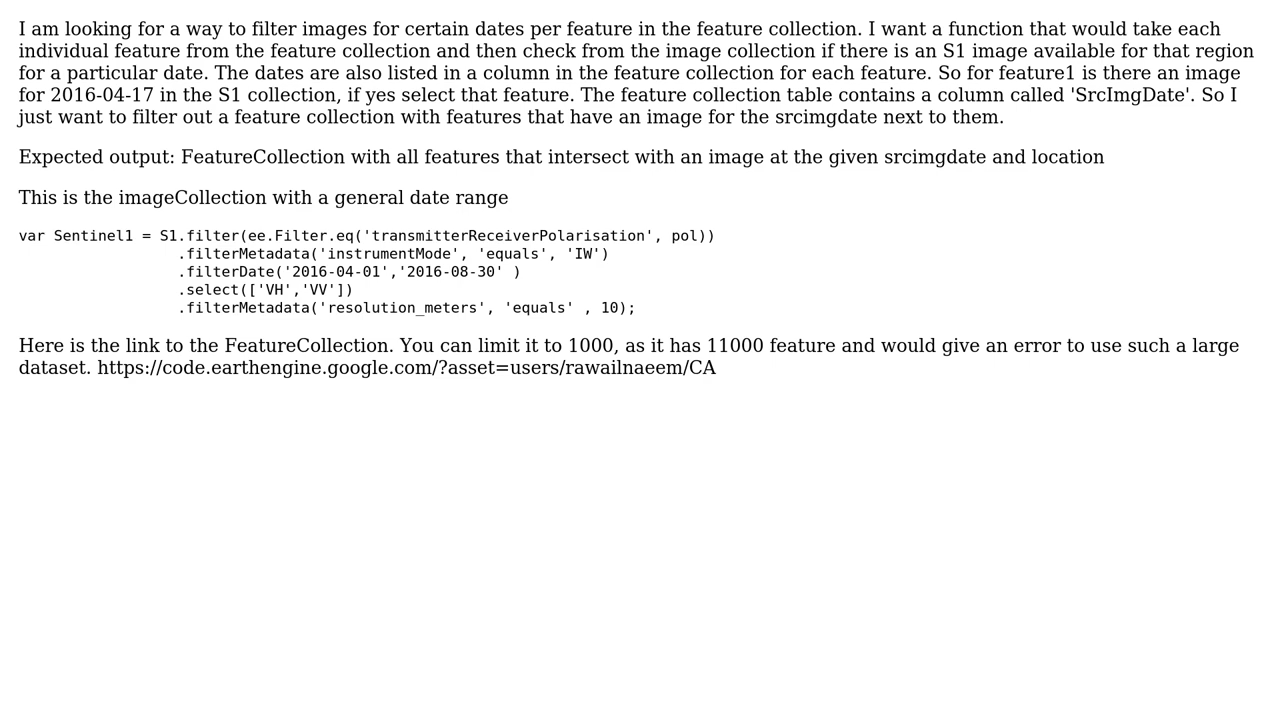 I am looking for a way to filter images for certain dates per feature in the feature collection. I want a function that would take each
individual feature from the feature collection and then check from the image collection if there is an S1 image available for that region
for a particular date. The dates are also listed in a column in the feature collection for each feature. So for feature1 is there an image
for 2016-04-17 in the S1 collection, if yes select that feature. The feature collection table contains a column called 'SrcImgDate'. So I
just want to filter out a feature collection with features that have an image for the srcimgdate next to them.
Expected output: FeatureCollection with all features that intersect with an image at the given srcimgdate and location
This is the imageCollection with a general date range
var Sentinel1 = S1.filter(ee.Filter.eq('transmitterReceiverPolarisation', pol))
.filterMetadata('instrumentMode', 'equals', 'IW')
.filterDate('2016-04-01','2016-08-30' )
.select(['VH','VV'])
.filterMetadata('resolution_meters', 'equals' , 10);
Here is the link to the FeatureCollection. You can limit it to 1000, as it has 11000 feature and would give an error to use such a large
dataset. https://code.earthengine.google.com/?asset=users/rawailnaeem/CA